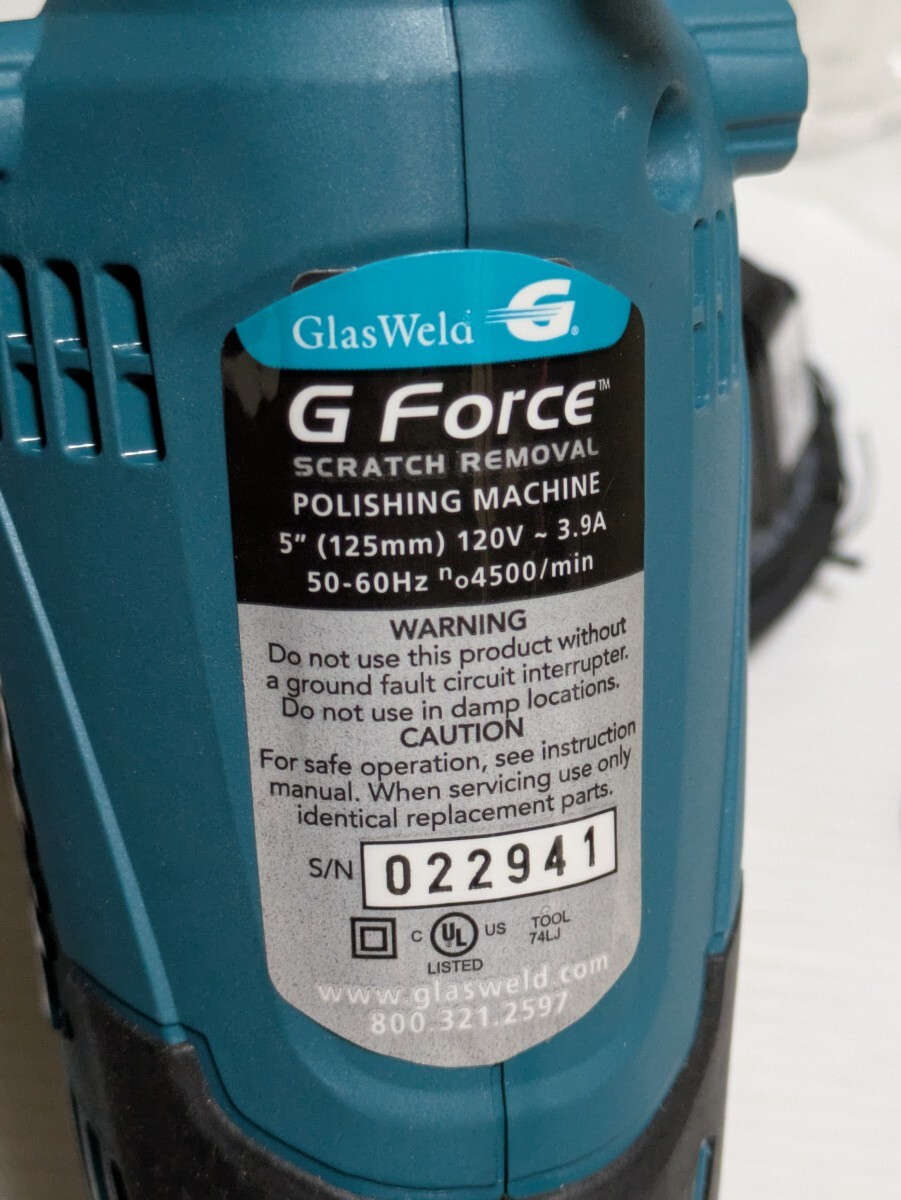 GlasWeld G®
G Force™
SCRATCH REMOVAL
POLISHING MACHINE
5" (125mm) 120V ~ 3.9A
50-60Hz no4500/min
WARNING
Do not use this product without
a ground fault circuit interrupter.
Do not use in damp locations.
CAUTION
For safe operation, see instruction
manual. When servicing use only
identical replacement parts.
S/N 022941
C UL US TOOL
LISTED 74LJ
www.glasweld.com
800.321.2597